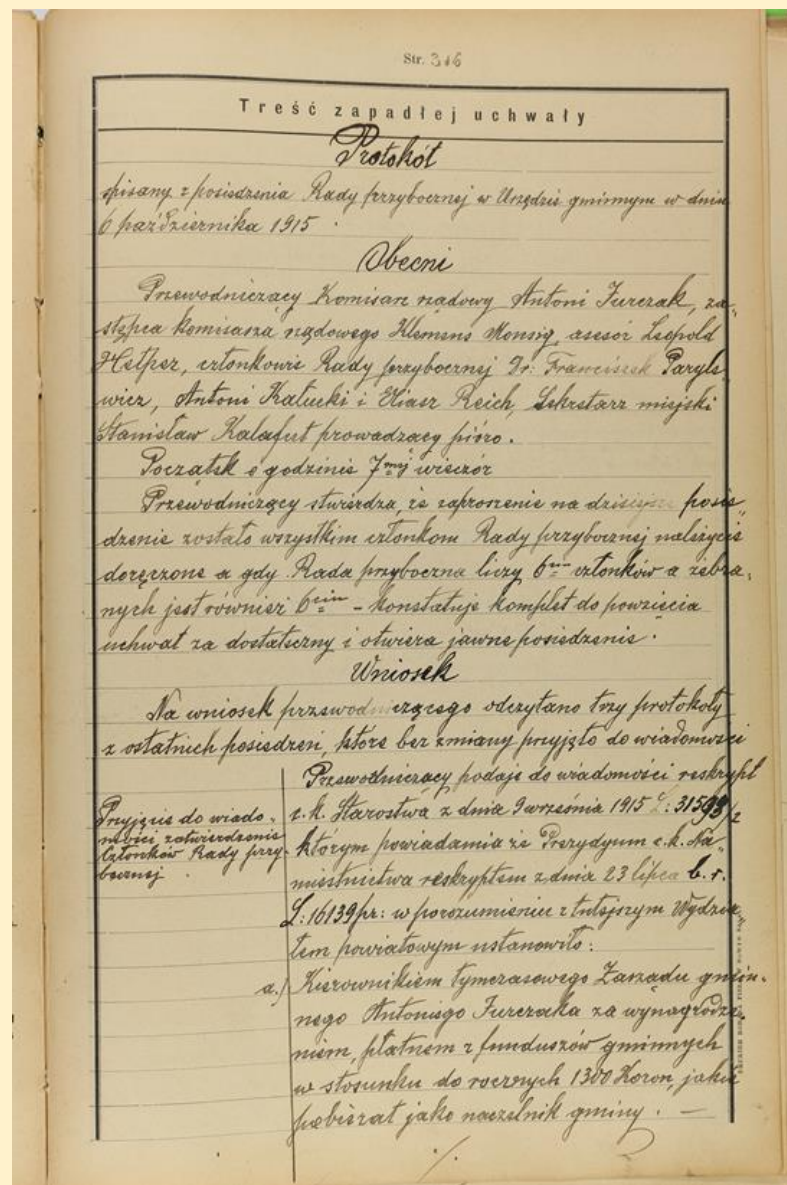 Str. 316
Treść zapadłej uchwały
Protokół
spisany z posiedzenia Rady przybocznej w Urzędzie gminnym w dniu
6 października 1915
Obecni
Przewodniczący Komisarz rządowy Antoni Jurczak, za-
stępca komisarza rządowego Klemens Monsig, asesor Leopold
Hetper, członkowie Rady przybocznej Dr: Franciszek Paryle-
wicz, Antoni Kałucki i Eliasz Reich, Sekretarz miejski
Stanisław Kalafut prowadzący pióro.
Początek o godzinie 7mej wieczór
Przewodniczący stwierdza, że zaproszenie na dzisiejsze posie-
dzenie zostało wszystkim członkom Rady przybocznej należycie
doręczone a gdy Rada przyboczna liczy 6ciu członków a zebra-
nych jest również 6ciu - konstatuje komplet do powzięcia
uchwał za dostateczny i otwiera jawne posiedzenie.
Wniosek
Na wniosek przewodniczącego odczytano trzy protokoły
z ostatnich posiedzeń, które bez zmiany przyjęto do wiadomości
Przewodniczący podaje do wiadomości reskrypt
Przyjęcie do wiado-
mości zatwierdzenie
Członków Rady przy-
bocznej.
c. k. Starostwa z dnia 9 września 1915 L: 31593/2
którym powiadamia że Prezydyum c. k. Na-
miestnictwa reskryptem z dnia 23 lipca b. r.
L: 16139/pr: w porozumieniu z tutejszym Wydzia-
łem powiatowym ustanowiło:
a./ Kierownikiem tymczasowego Zarządu gmin-
nego Antoniego Jurczaka za wynagrodze-
niem, płatnem z funduszów gminnych
w stosunku do rocznych 1300 Koron, jakie
pobierał jako naczelnik gminy. —
./.